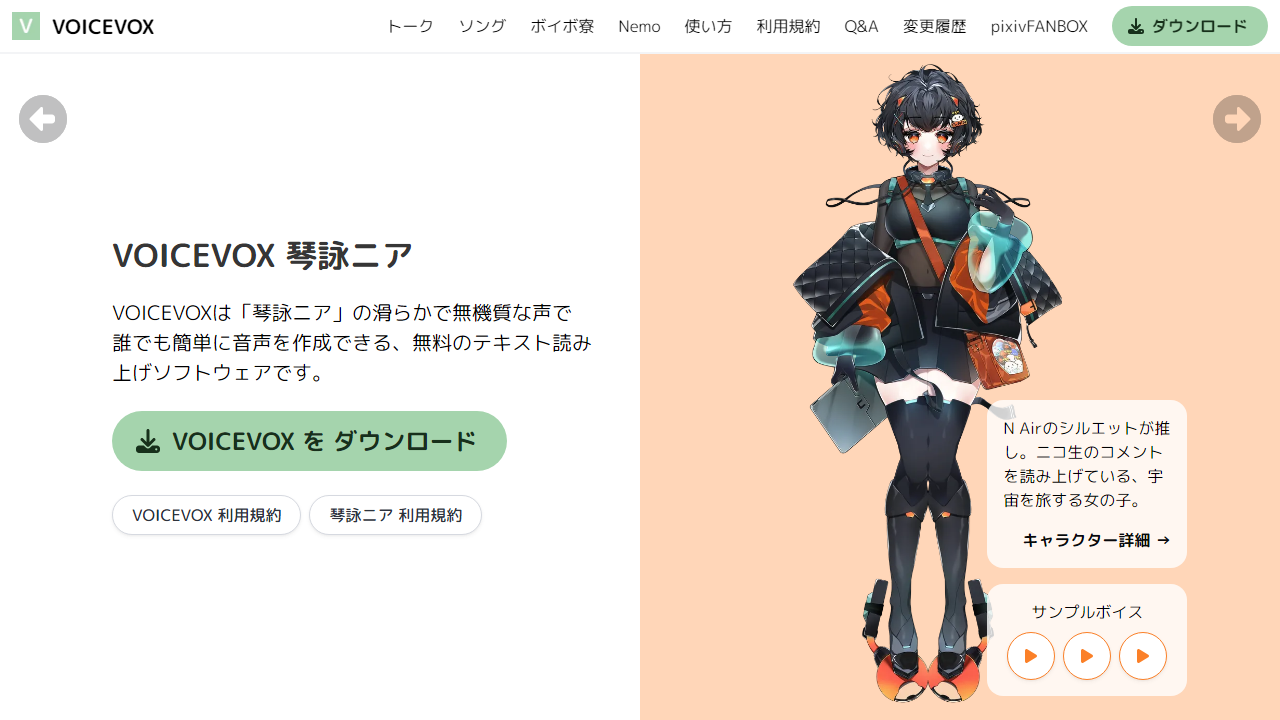 V VOICEVOX トーク ソング ボイボ寮 Nemo 使い方 利用規約 Q&A 変更履歴 pixivFANBOX ダウンロード
VOICEVOX 琴詠ニア
VOICEVOXは「琴詠ニア」の滑らかで無機質な声で
誰でも簡単に音声を作成できる、無料のテキスト読み
上げソフトウェアです。
VOICEVOX を ダウンロード
VOICEVOX 利用規約 琴詠ニア 利用規約
N Airのシルエットが推
し。ニコ生のコメント
を読み上げている、宇
宙を旅する女の子。
キャラクター詳細 →
サンプルボイス